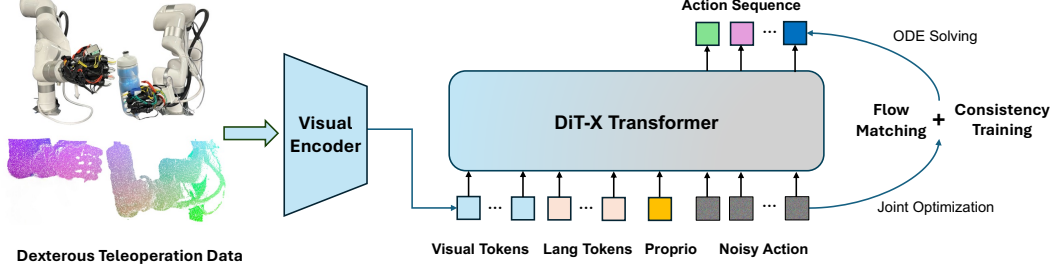 Action Sequence
ODE Solving
Visual
Encoder
DiT-X Transformer
Flow
Matching
+
Consistency
Training
Joint Optimization
...
...
...
...
Visual Tokens
Lang Tokens
Proprio
Noisy Action
Dexterous Teleoperation Data